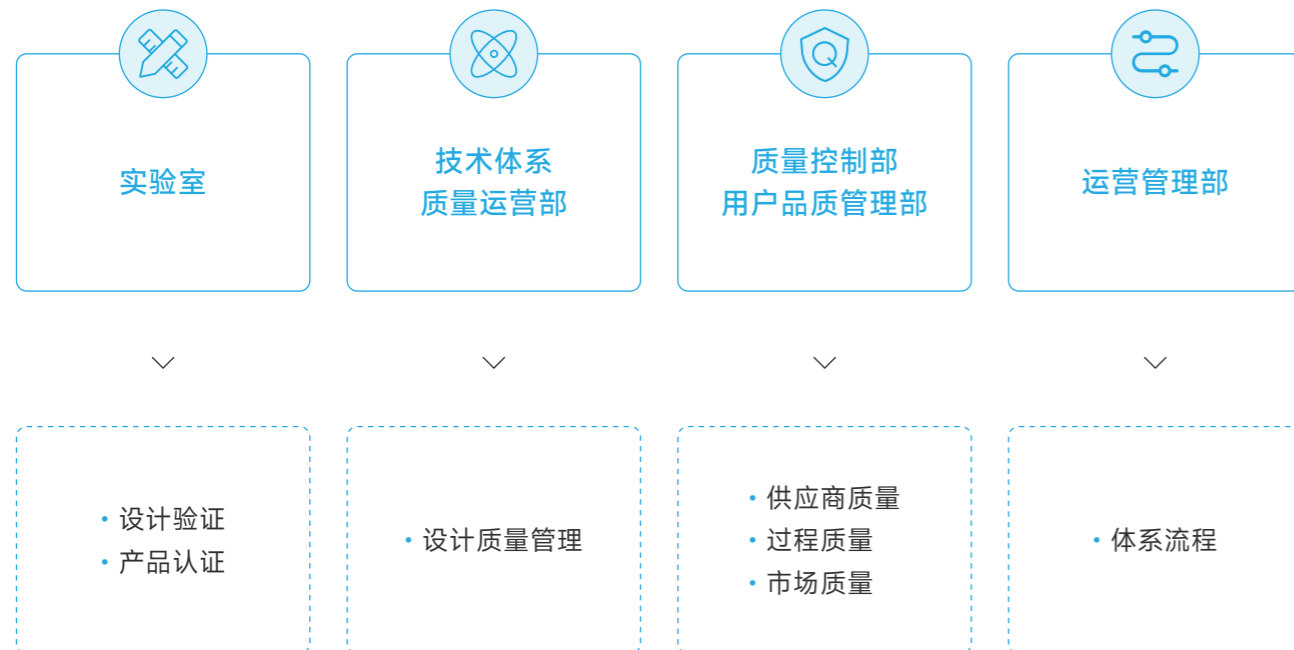 实验室
技术体系
质量运营部
质量控制部
用户品质管理部
运营管理部
• 设计验证
• 产品认证
• 设计质量管理
• 供应商质量
• 过程质量
• 市场质量
• 体系流程